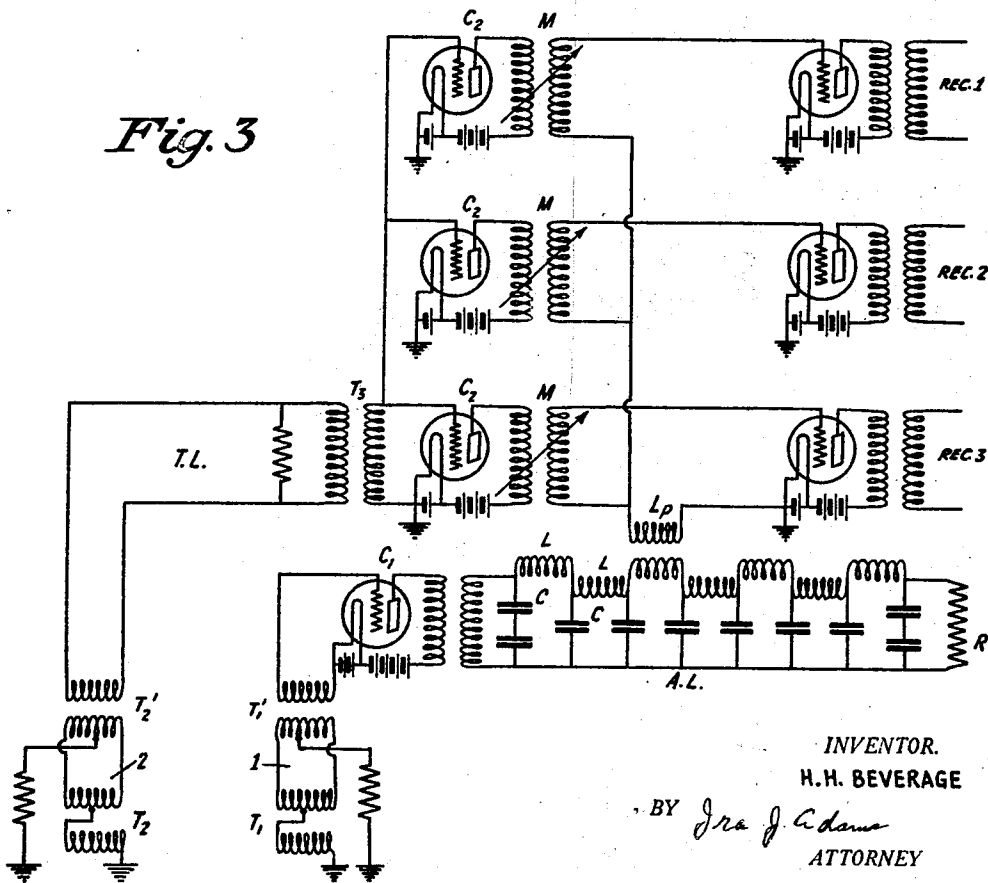 Fig. 3
C2 M
REC. 1
C2 M
REC. 2
T3 C2 M
T.L.
REC. 3
Lp
C1 L L
C C
R
A.L.
T2' T1'
2 1
T2 T1
INVENTOR.
H.H. BEVERAGE
BY Ira J. Adams
ATTORNEY